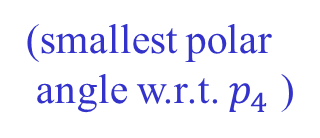 (smallest polar
angle w.r.t. p₄ )